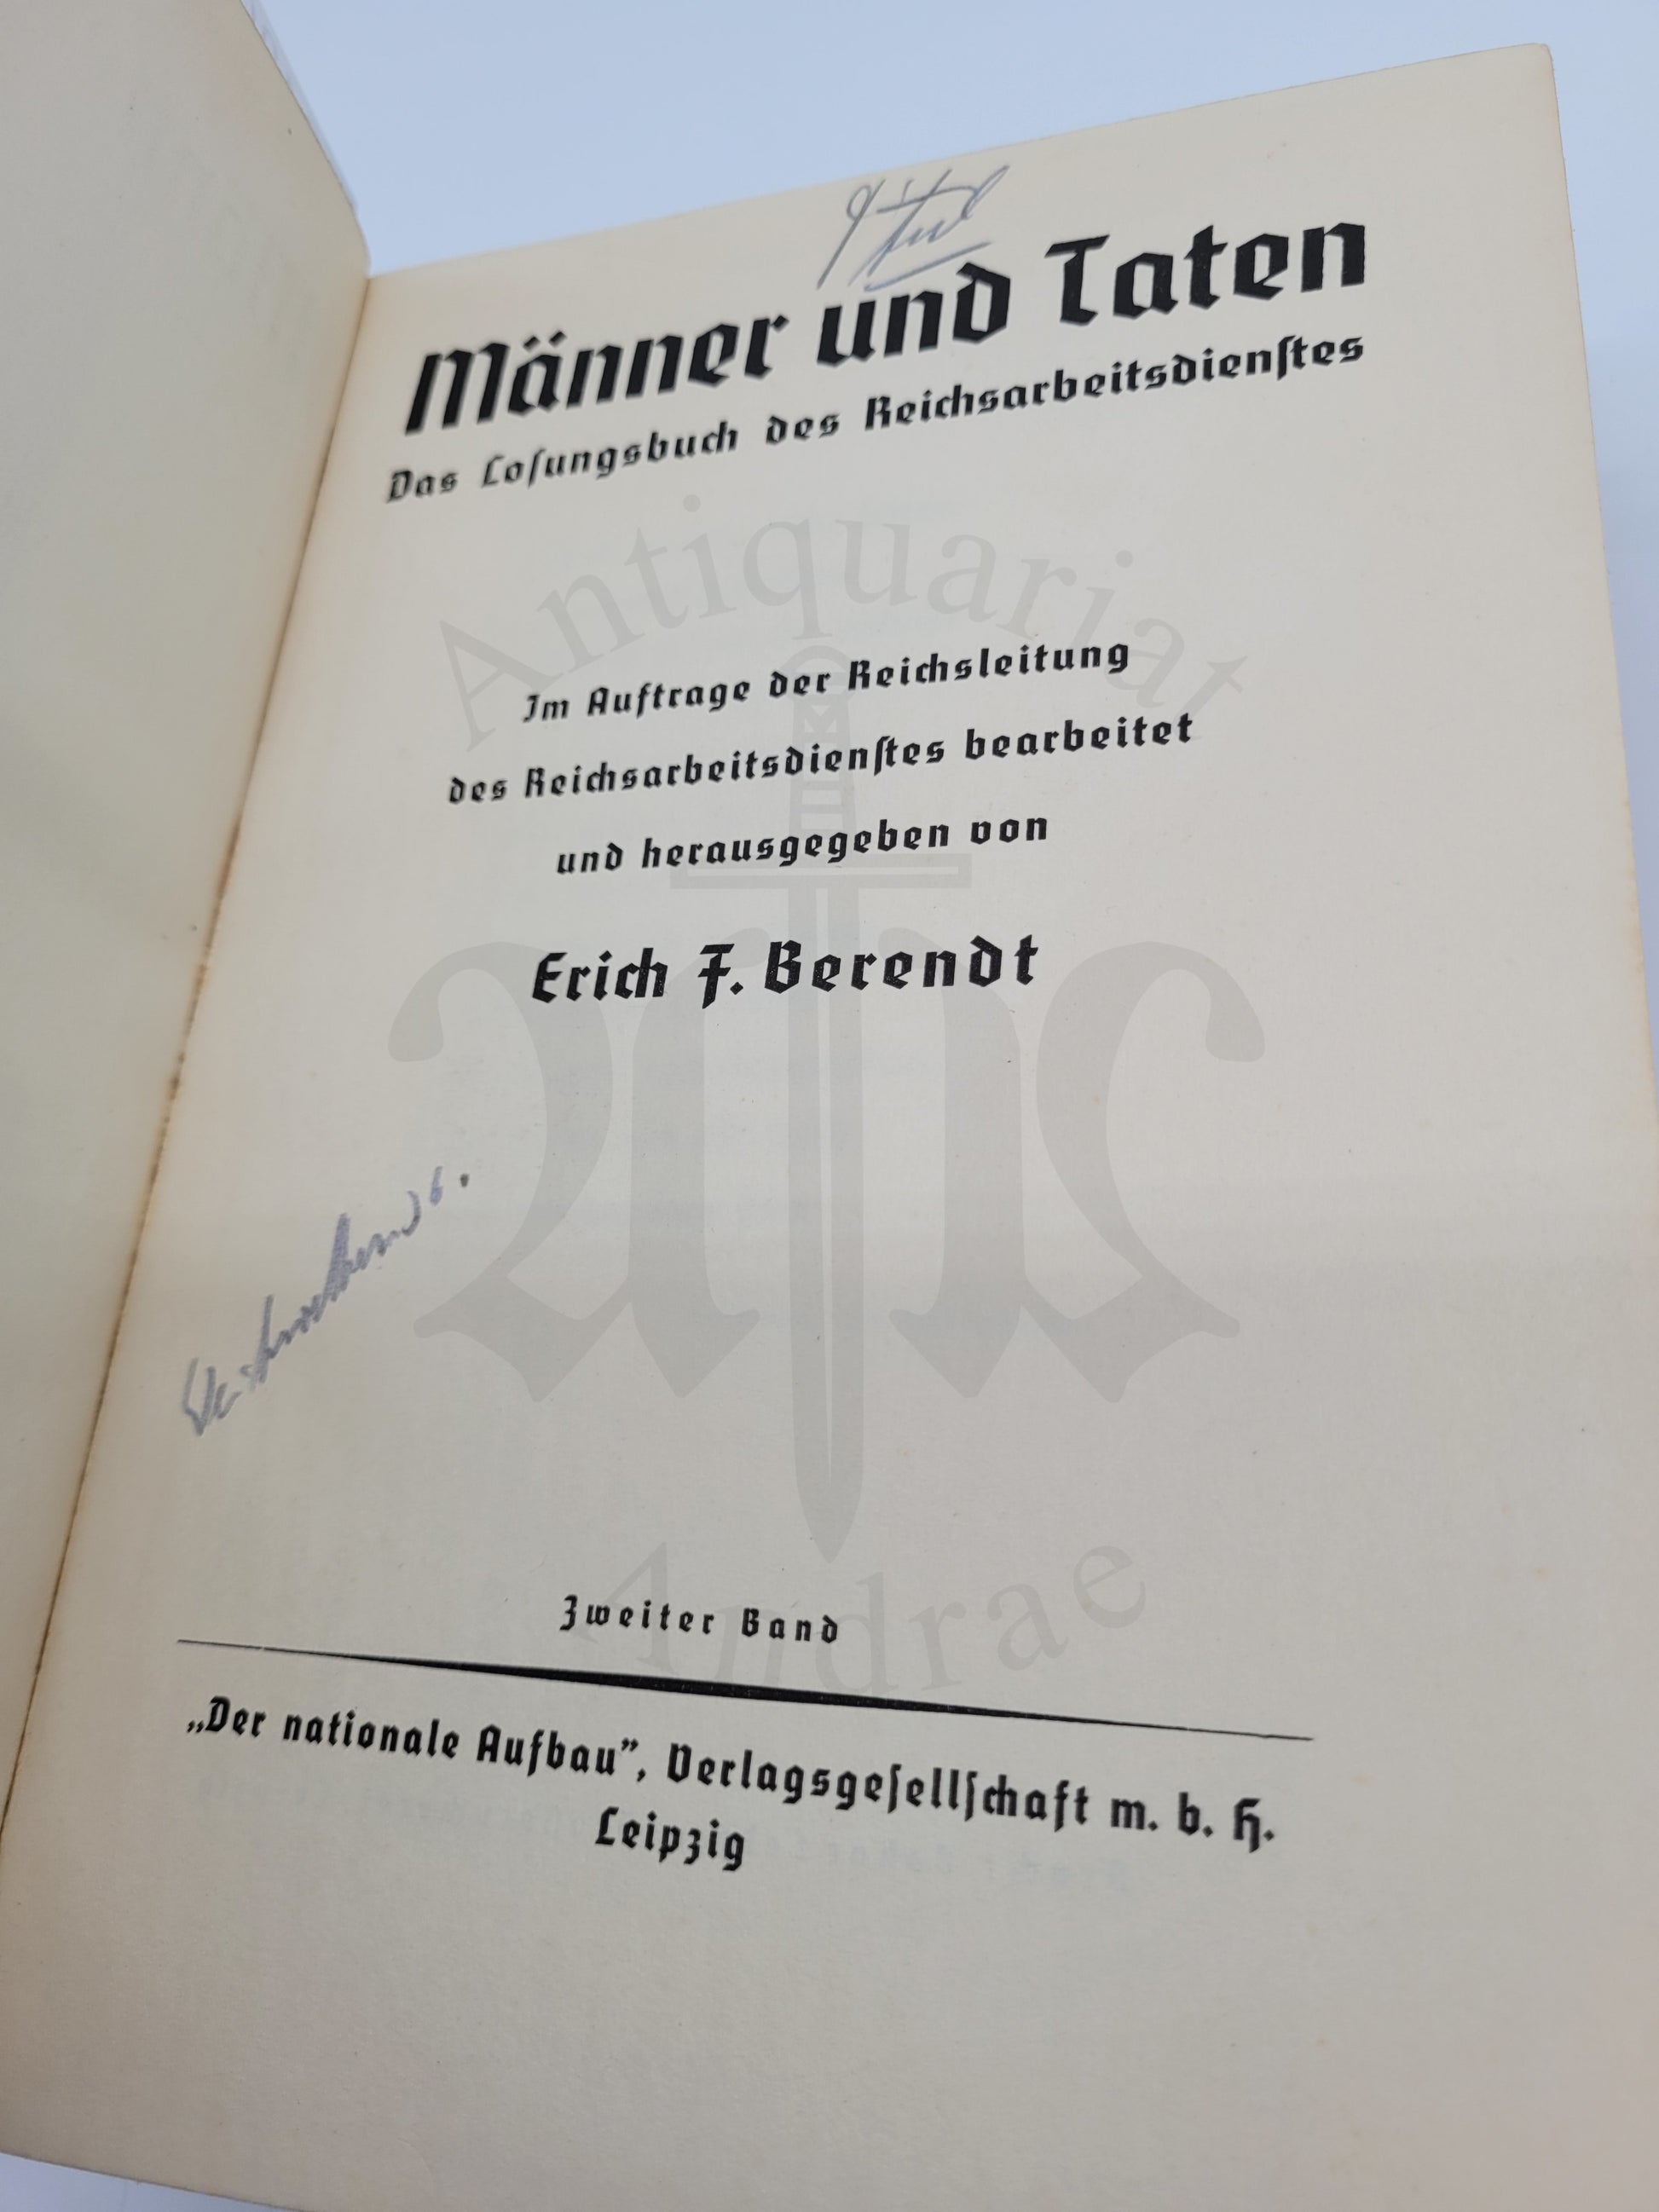 Männer und Taten
Das Loſungsbuch des Reichsarbeitsdienſtes
Antiquariat
Im Auftrage der Reichsleitung
des Reichsarbeitsdienſtes bearbeitet
und herausgegeben von
Erich F. Berendt
Andrae
Zweiter Band
„Der nationale Aufbau”, Verlagsgeſellſchaft m. b. H.
Leipzig